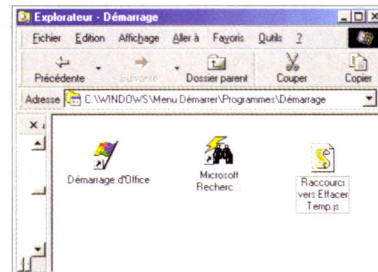 Explorateur - Démarrage
Fichier Edition Affichage Aller à Favoris Outils ?
Précédente Suivante Dossier parent Couper Copier
Adresse C:\WINDOWS\Menu Démarrer\Programmes\Démarrage
Démarrage d'Office
Microsoft
Recherc...
Raccourci
vers Effacer
Temp.js